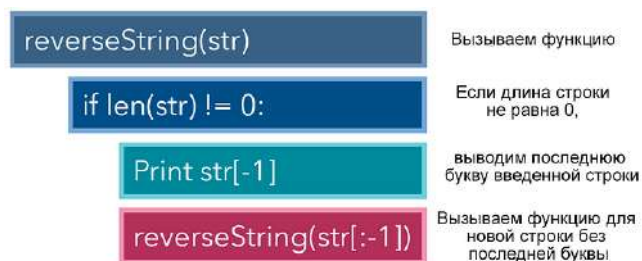 reverseString(str)
Вызываем функцию
if len(str) != 0:
Если длина строки
не равна 0,
Print str[-1]
выводим последнюю
букву введенной строки
reverseString(str[:-1])
Вызываем функцию для
новой строки без
последней буквы